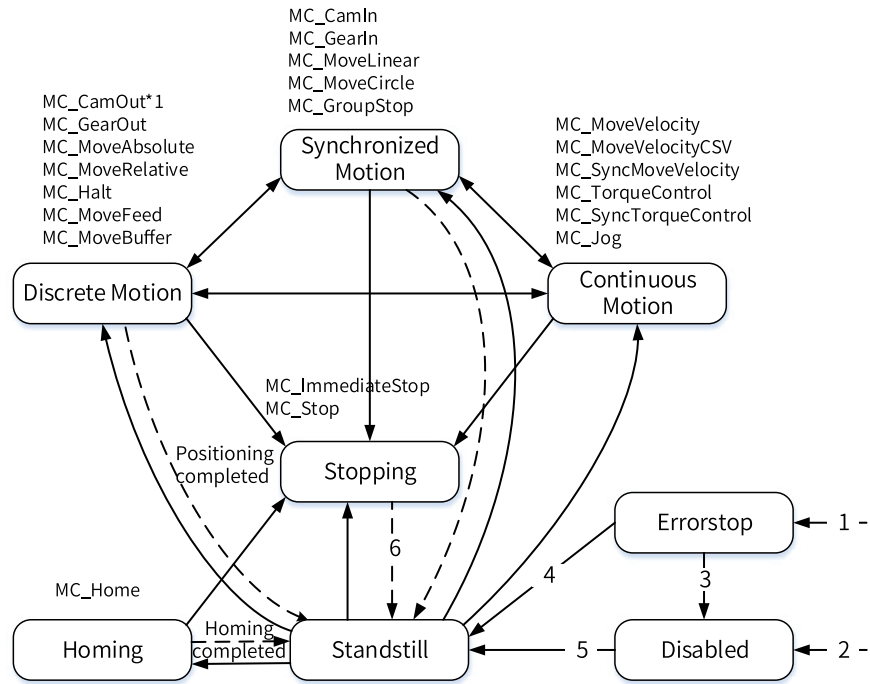 MC_CamIn
MC_GearIn
MC_MoveLinear
MC_MoveCircle
MC_GroupStop
MC_CamOut*1
MC_GearOut
MC_MoveAbsolute
MC_MoveRelative
MC_Halt
MC_MoveFeed
MC_MoveBuffer
MC_MoveVelocity
MC_MoveVelocityCSV
MC_SyncMoveVelocity
MC_TorqueControl
MC_SyncTorqueControl
MC_Jog
Synchronized
Motion
Discrete Motion
Continuous
Motion
MC_ImmediateStop
MC_Stop
Positioning
completed
Stopping
Errorstop
1
6
4
3
MC_Home
Homing
Homing
completed
Standstill
5
Disabled
2